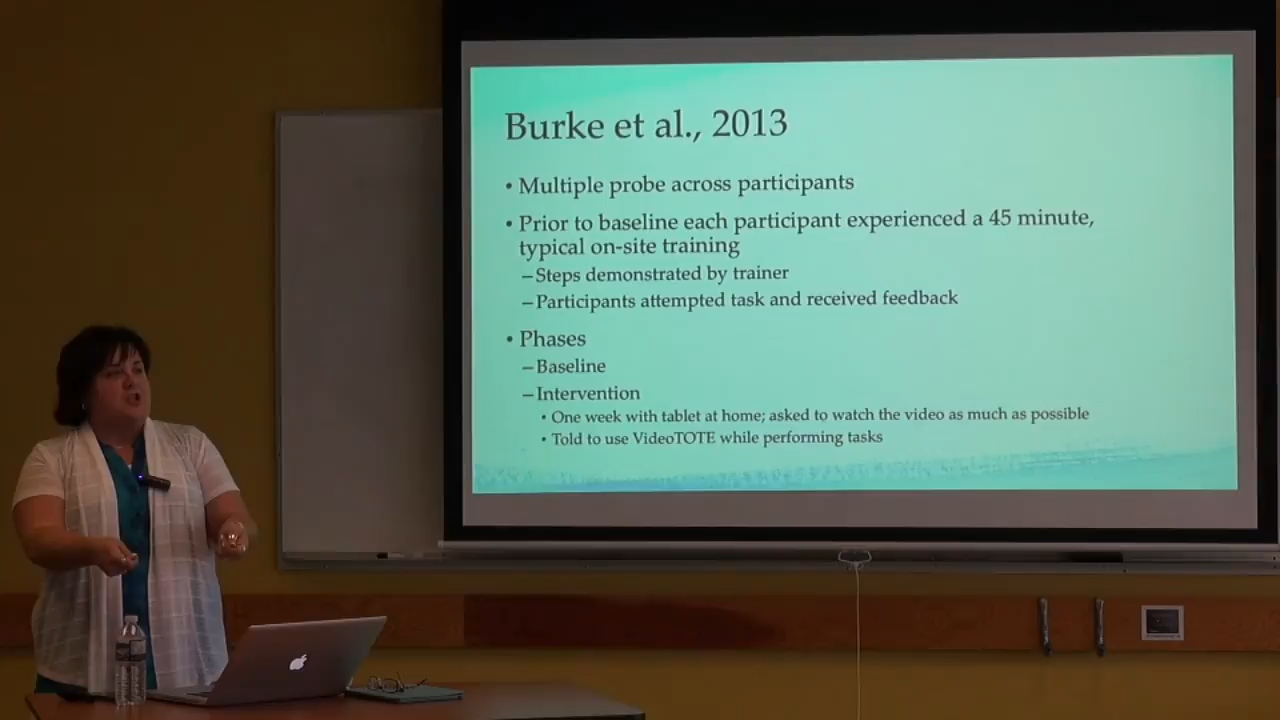 Burke et al., 2013
• Multiple probe across participants
• Prior to baseline each participant experienced a 45 minute,
typical on-site training
–Steps demonstrated by trainer
–Participants attempted task and received feedback
• Phases
–Baseline
–Intervention
• One week with tablet at home; asked to watch the video as much as possible
• Told to use VideoTOTE while performing tasks